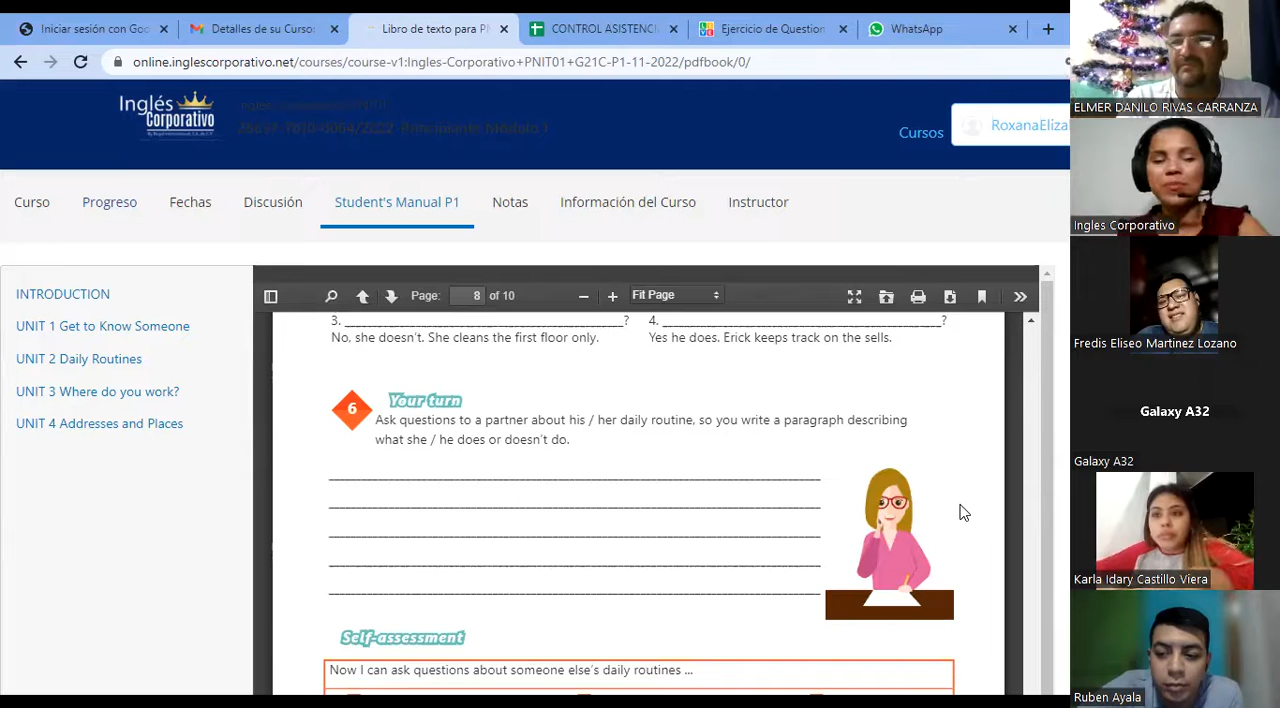 Iniciar sesión con Goo
Detalles de su Curso:
Libro de texto para PN
CONTROL ASISTENCI
Ejercicio de Question
WhatsApp
online.inglescorporativo.net/courses/course-v1:Ingles-Corporativo+PNIT01+G21C-P1-11-2022/pdfbook/0/
Inglés
Corporativo
Cursos
RoxanaEliza
Curso
Progreso
Fechas
Discusión
Student's Manual P1
Notas
Información del Curso
Instructor
INTRODUCTION
UNIT 1 Get to Know Someone
UNIT 2 Daily Routines
UNIT 3 Where do you work?
UNIT 4 Addresses and Places
Page: 8 of 10
Fit Page
3. ______________________________________?
No, she doesn't. She cleans the first floor only.
4. ______________________________________?
Yes he does. Erick keeps track on the sells.
6
Your turn
Ask questions to a partner about his / her daily routine, so you write a paragraph describing
what she / he does or doesn't do.
Self-assessment
Now I can ask questions about someone else's daily routines ...
ELMER DANILO RIVAS CARRANZA
Ingles Corporativo
Fredis Eliseo Martinez Lozano
Galaxy A32
Galaxy A32
Karla Idary Castillo Viera
Ruben Ayala